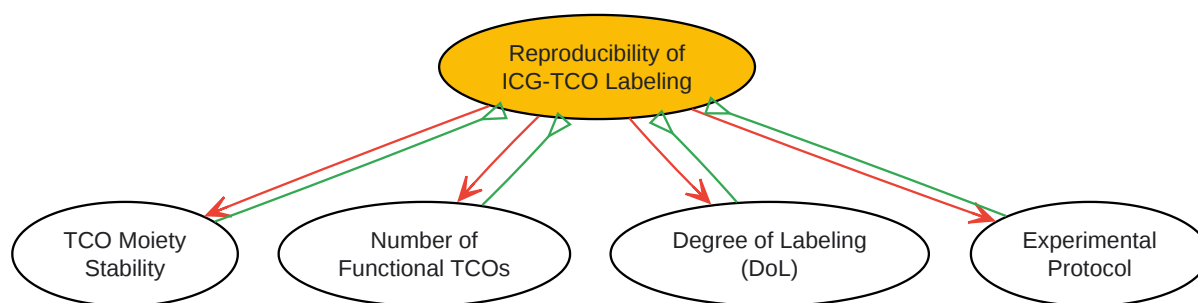 Reproducibility of
ICG-TCO Labeling
TCO Moiety
Stability
Number of
Functional TCOs
Degree of Labeling
(DoL)
Experimental
Protocol